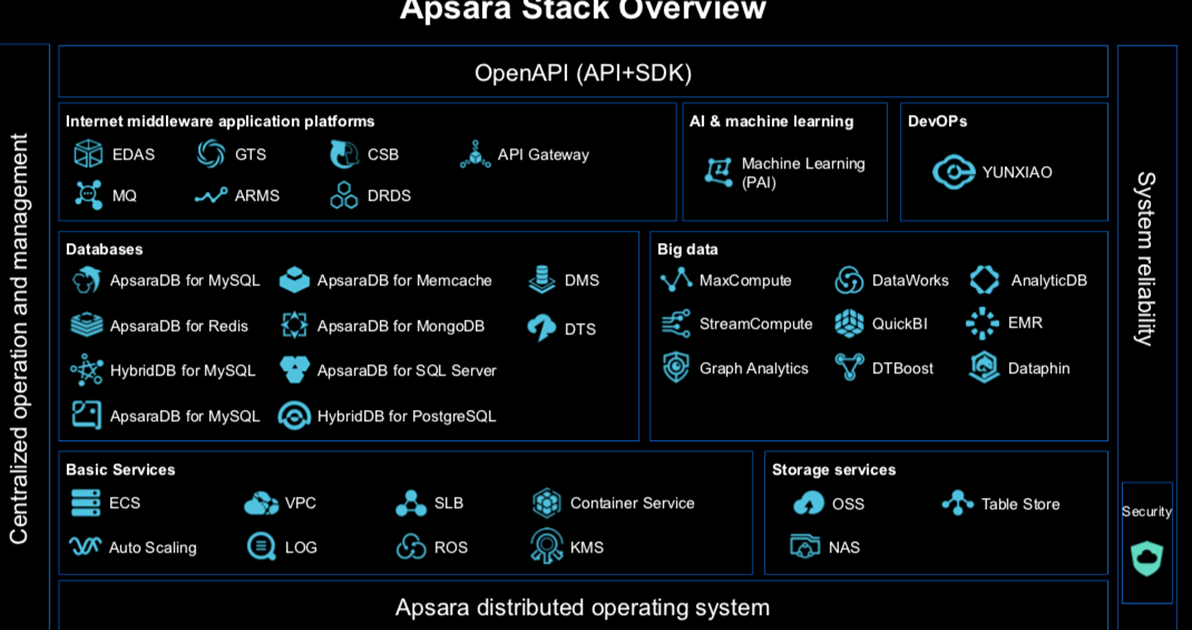 Apsara Stack Overview
Centralized operation and management
OpenAPI (API+SDK)
Internet middleware application platforms
EDAS
GTS
CSB
API Gateway
MQ
ARMS
DRDS
AI & machine learning
Machine Learning
(PAI)
DevOPs
YUNXIAO
Databases
ApsaraDB for MySQL
ApsaraDB for Memcache
DMS
ApsaraDB for Redis
ApsaraDB for MongoDB
DTS
HybridDB for MySQL
ApsaraDB for SQL Server
ApsaraDB for MySQL
HybridDB for PostgreSQL
Big data
MaxCompute
DataWorks
AnalyticDB
StreamCompute
QuickBI
EMR
Graph Analytics
DTBoost
Dataphin
Basic Services
ECS
VPC
SLB
Container Service
Auto Scaling
LOG
ROS
KMS
Storage services
OSS
Table Store
NAS
Apsara distributed operating system
System reliability
Security